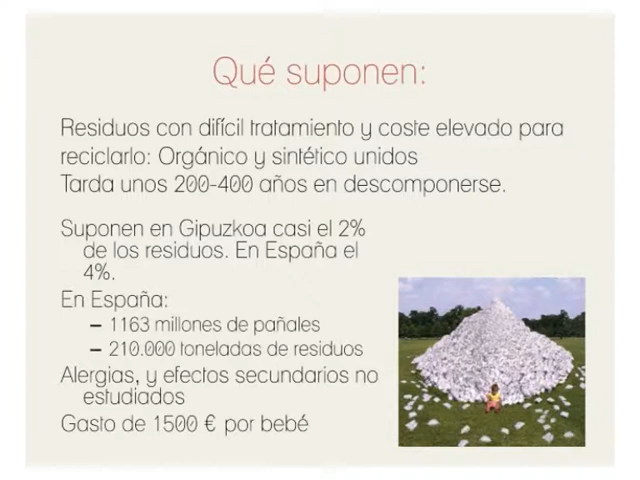 Qué suponen:
Residuos con difícil tratamiento y coste elevado para
reciclarlo: Orgánico y sintético unidos
Tarda unos 200-400 años en descomponerse.
Suponen en Gipuzkoa casi el 2%
de los residuos. En España el
4%.
En España:
– 1163 millones de pañales
– 210.000 toneladas de residuos
Alergias, y efectos secundarios no
estudiados
Gasto de 1500 € por bebé